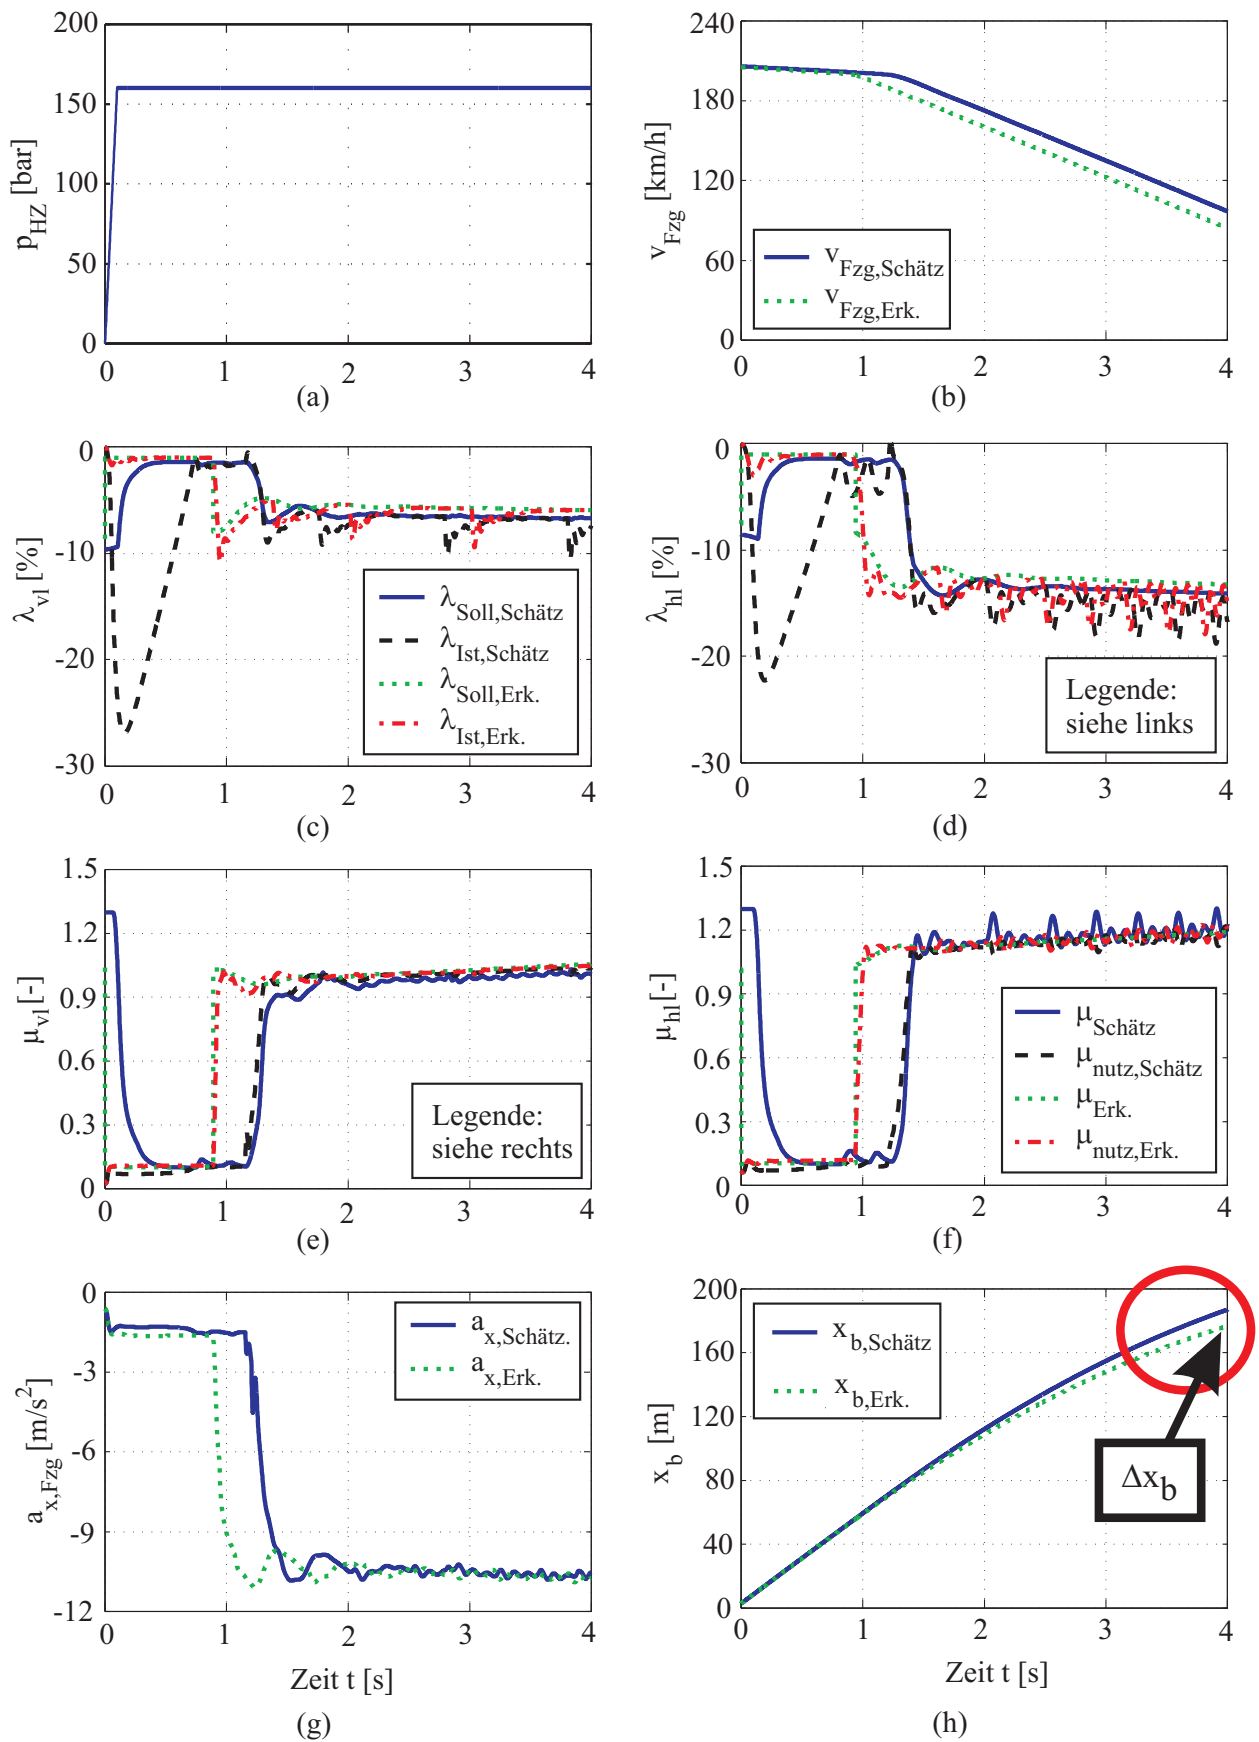 200
150
100
50
0
p_HZ [bar]
0 1 2 3 4
(a)
240
180
120
60
0
v_Fzg [km/h]
v_Fzg,Schätz
v_Fzg,Erk.
0 1 2 3 4
(b)
0
-10
-20
-30
λ_vl [%]
λ_Soll,Schätz
λ_Ist,Schätz
λ_Soll,Erk.
λ_Ist,Erk.
0 1 2 3 4
(c)
0
-10
-20
-30
λ_hl [%]
Legende:
siehe links
0 1 2 3 4
(d)
1.5
1.2
0.9
0.6
0.3
0
μ_vl[-]
Legende:
siehe rechts
0 1 2 3 4
(e)
1.5
1.2
0.9
0.6
0.3
0
μ_hl[-]
μ_Schätz
μ_nutz,Schätz
μ_Erk.
μ_nutz,Erk.
0 1 2 3 4
(f)
0
-3
-6
-9
-12
a_x,Fzg [m/s²]
a_x,Schätz.
a_x,Erk.
0 1 2 3 4
Zeit t [s]
(g)
200
160
120
80
40
0
x_b [m]
x_b,Schätz
x_b,Erk.
Δx_b
0 1 2 3 4
Zeit t [s]
(h)